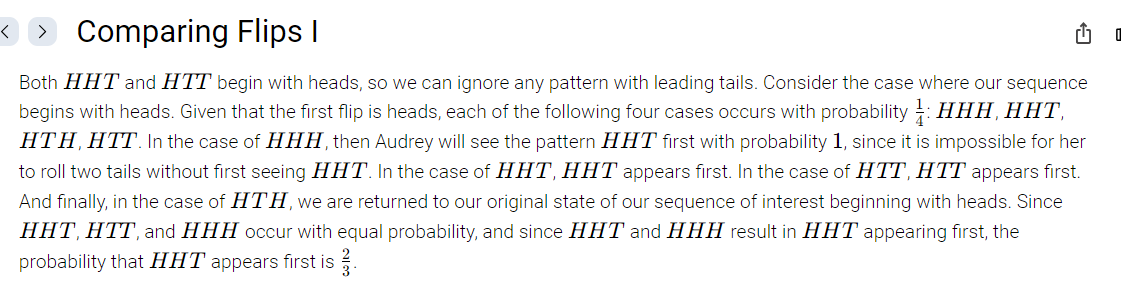 Comparing Flips I
Both HHT and HTT begin with heads, so we can ignore any pattern with leading tails. Consider the case where our sequence
begins with heads. Given that the first flip is heads, each of the following four cases occurs with probability 1/4: HHH, HHT,
HTH, HTT. In the case of HHH, then Audrey will see the pattern HHT first with probability 1, since it is impossible for her
to roll two tails without first seeing HHT. In the case of HHT, HHT appears first. In the case of HTT, HTT appears first.
And finally, in the case of HTH, we are returned to our original state of our sequence of interest beginning with heads. Since
HHT, HTT, and HHH occur with equal probability, and since HHT and HHH result in HHT appearing first, the
probability that HHT appears first is 2/3.